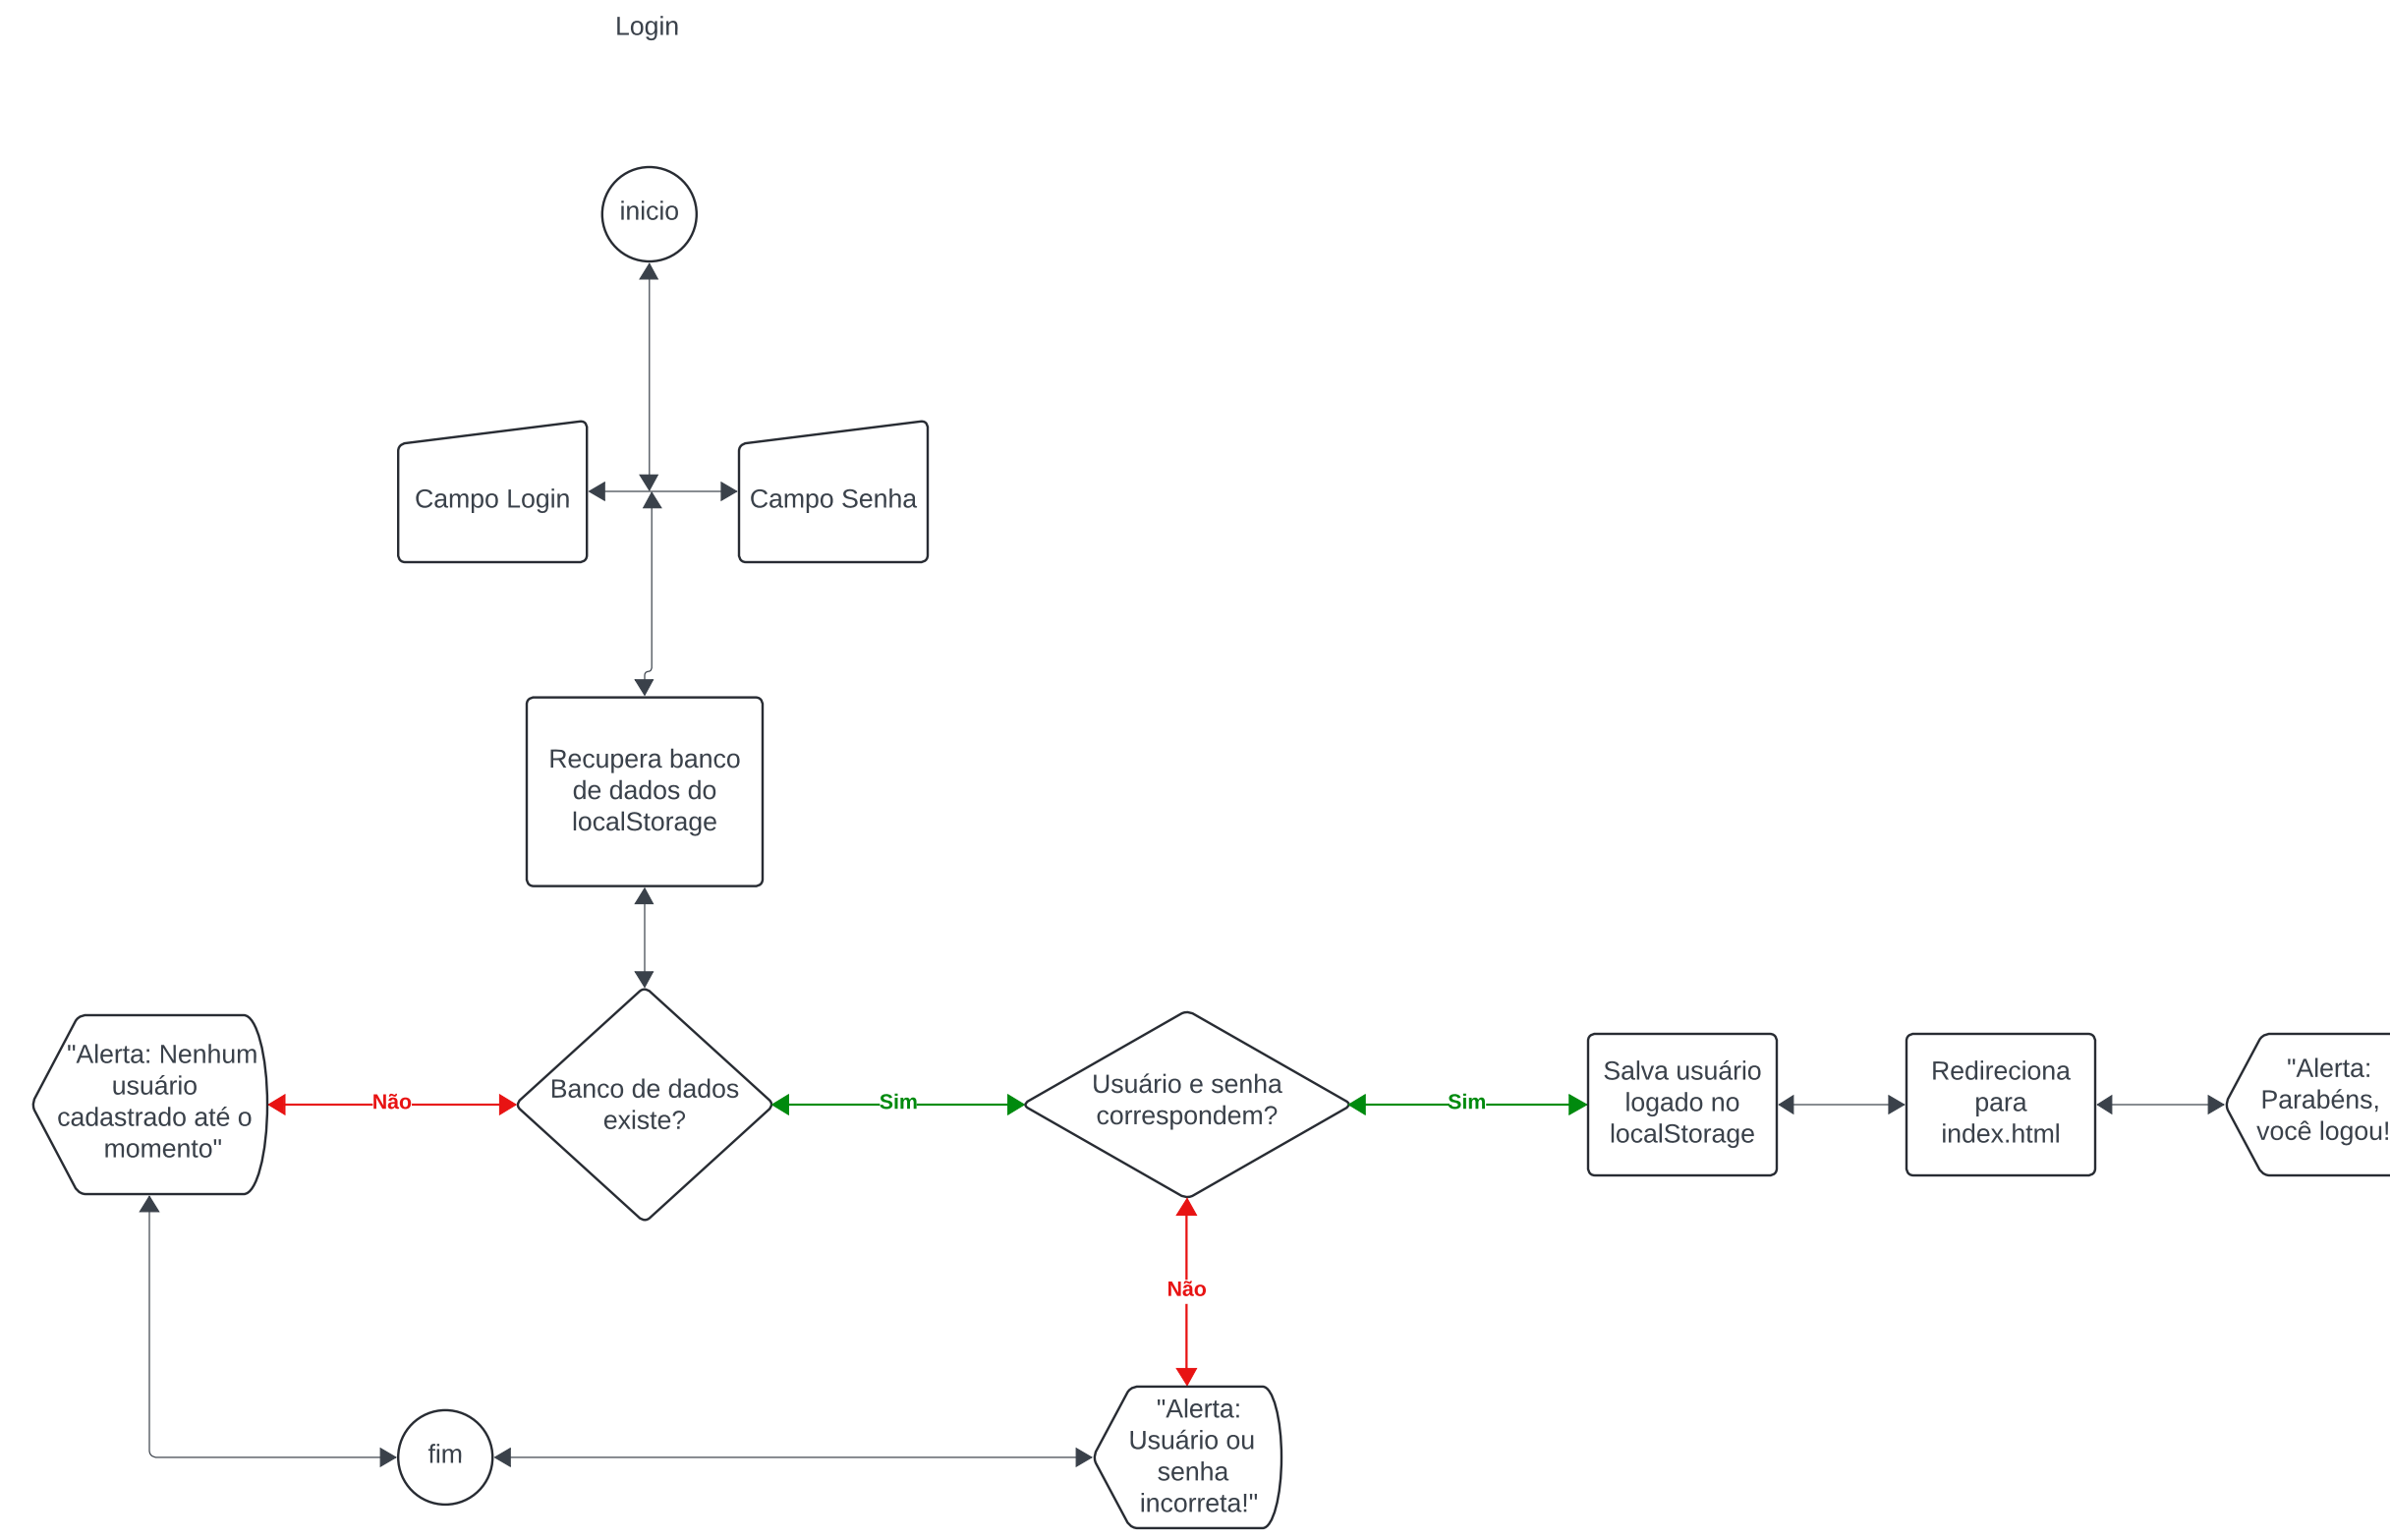 Login
inicio
Campo Login
Campo Senha
Recupera banco
de dados do
localStorage
"Alerta: Nenhum
usuário
cadastrado até o
momento"
Não
Banco de dados
existe?
Sim
Usuário e senha
correspondem?
Sim
Salva usuário
logado no
localStorage
Redireciona
para
index.html
"Alerta:
Parabéns,
você logou!
Não
fim
"Alerta:
Usuário ou
senha
incorreta!"